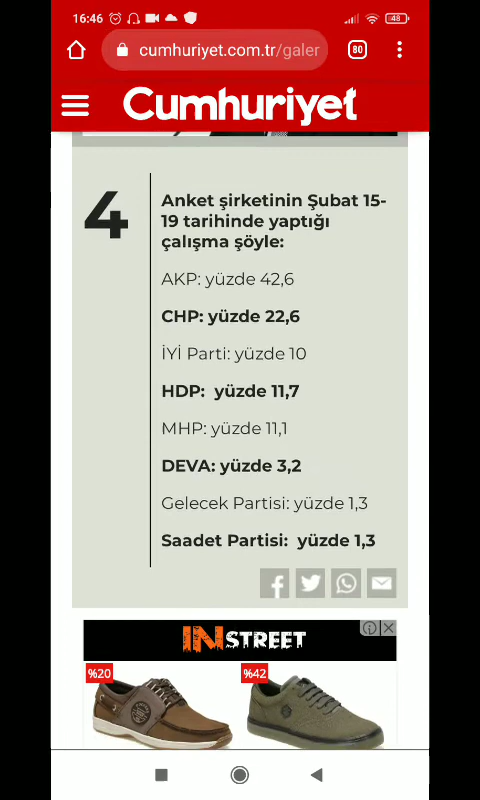 16:46
48
cumhuriyet.com.tr/galer
80
Cumhuriyet
4
Anket şirketinin Şubat 15-
19 tarihinde yaptığı
çalışma şöyle:
AKP: yüzde 42,6
CHP: yüzde 22,6
İYİ Parti: yüzde 10
HDP:  yüzde 11,7
MHP: yüzde 11,1
DEVA: yüzde 3,2
Gelecek Partisi: yüzde 1,3
Saadet Partisi:  yüzde 1,3
INSTREET
%20
%42